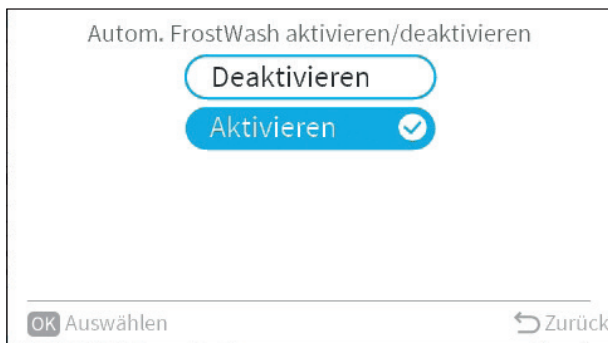 Autom. FrostWash aktivieren/deaktivieren
Deaktivieren
Aktivieren
OK Auswählen Zurück